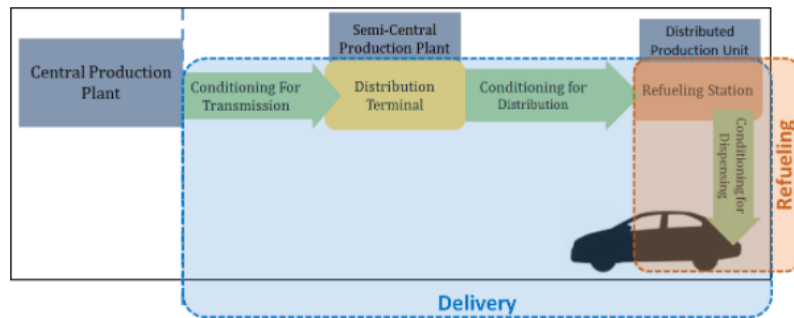 Central Production
Plant
Conditioning For
Transmission
Semi-Central
Production Plant
Distribution
Terminal
Conditioning for
Distribution
Distributed
Production Unit
Refueling Station
Conditioning for
Dispensing
Refueling
Delivery